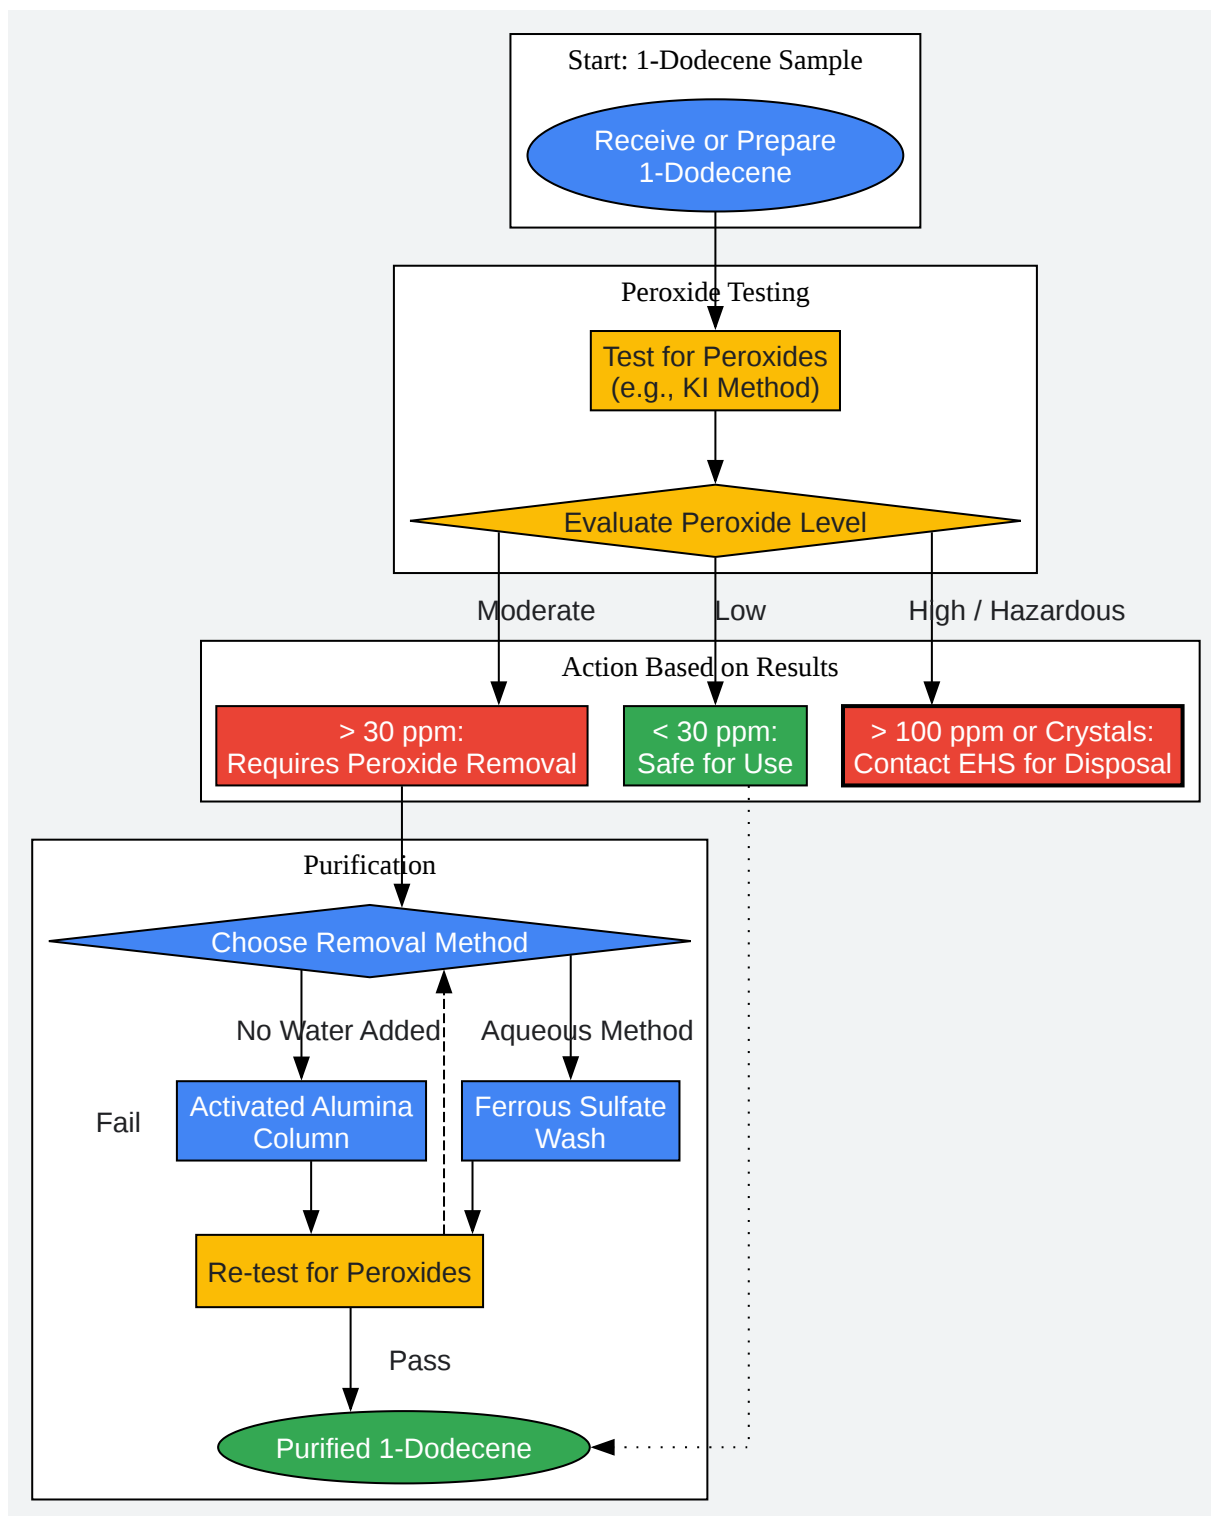 Start: 1-Dodecene Sample
Receive or Prepare
1-Dodecene
Peroxide Testing
Test for Peroxides
(e.g., KI Method)
Evaluate Peroxide Level
Moderate
Low
High / Hazardous
Action Based on Results
> 30 ppm:
Requires Peroxide Removal
< 30 ppm:
Safe for Use
> 100 ppm or Crystals:
Contact EHS for Disposal
Purification
Choose Removal Method
No Water Added
Aqueous Method
Fail
Activated Alumina
Column
Ferrous Sulfate
Wash
Re-test for Peroxides
Pass
Purified 1-Dodecene